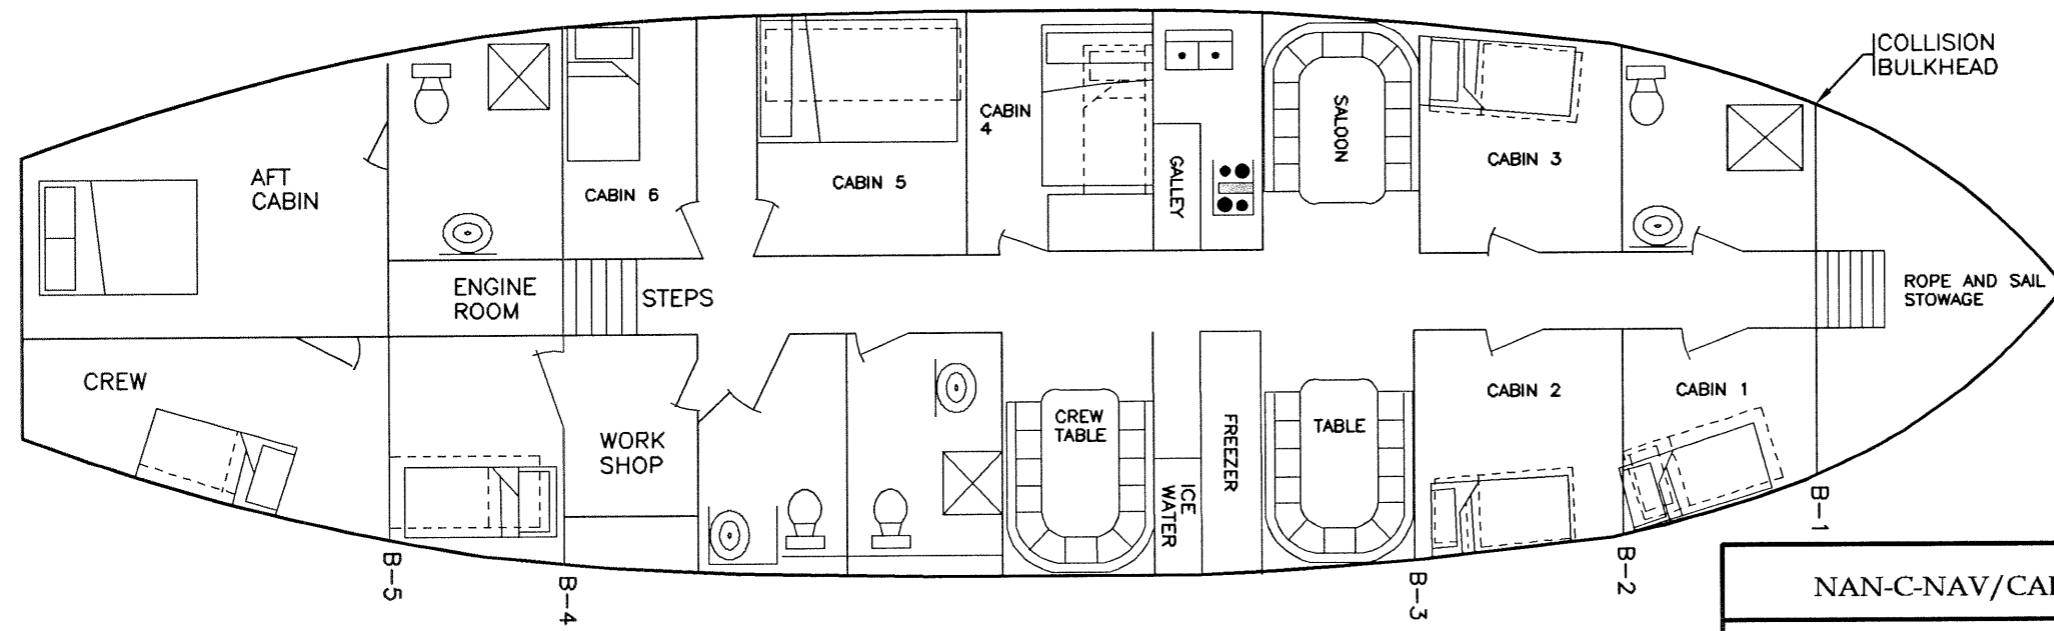 COLLISION
BULKHEAD
AFT
CABIN
CABIN 6
CABIN 5
CABIN
4
GALLEY
SALOON
CABIN 3
ENGINE
ROOM
STEPS
ROPE AND SAIL
STOWAGE
CREW
WORK
SHOP
CREW
TABLE
ICE
WATER
FREEZER
TABLE
CABIN 2
CABIN 1
B-5
B-4
B-3
B-2
B-1